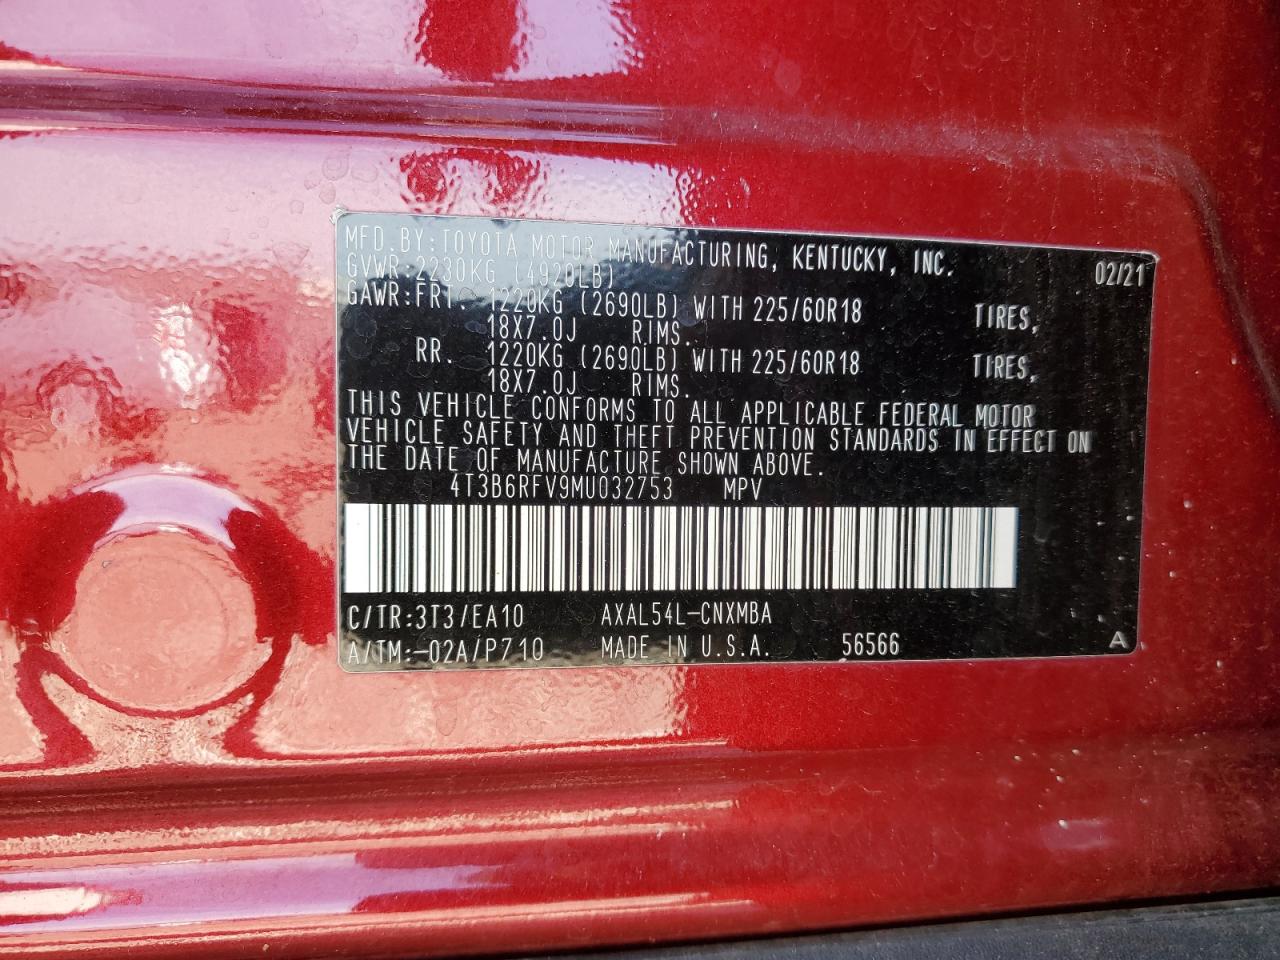 MFD.BY:TOYOTA MOTOR MANUFACTURING, KENTUCKY, INC. 02/21
GVWR:2230KG (4920LB)
GAWR:FRT 1220KG (2690LB) WITH 225/60R18 TIRES,
18X7.0J RIMS.
RR. 1220KG (2690LB) WITH 225/60R18 TIRES,
18X7.0J RIMS.
THIS VEHICLE CONFORMS TO ALL APPLICABLE FEDERAL MOTOR
VEHICLE SAFETY AND THEFT PREVENTION STANDARDS IN EFFECT ON
THE DATE OF MANUFACTURE SHOWN ABOVE.
4T3B6RFV9MU032753 MPV
C/TR:3T3/EA10 AXAL54L-CNXMBA
A/TM:-02A/P710 MADE IN U.S.A. 56566 A